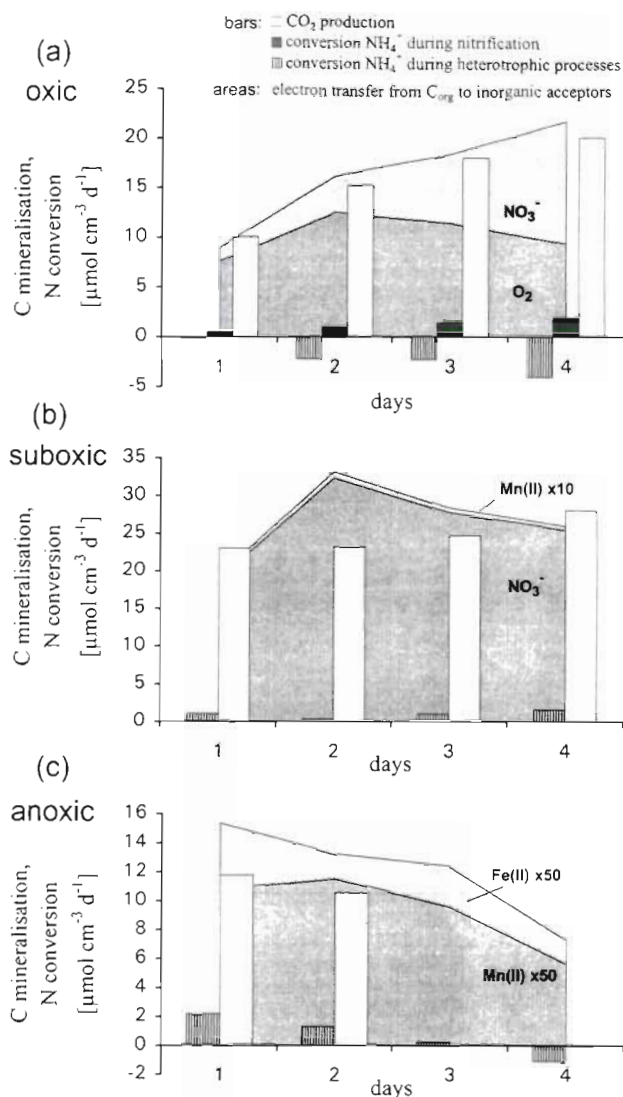 bars: CO₂ production
conversion NH₄⁺ during nitrification
conversion NH₄⁺ during heterotrophic processes
areas: electron transfer from Corg to inorganic acceptors
(a)
oxic
C mineralisation,
N conversion
[µmol cm⁻³ d⁻¹]
25
20
15
10
5
0
-5
NO₃⁻
O₂
1 2 3 4
days
(b)
suboxic
C mineralisation,
N conversion
[µmol cm⁻³ d⁻¹]
35
30
25
20
15
10
5
0
Mn(II) x10
NO₃⁻
1 2 3 4
days
(c)
anoxic
C mineralisation,
N conversion
[µmol cm⁻³ d⁻¹]
16
14
12
10
8
6
4
2
0
-2
Fe(II) x50
Mn(II) x50
1 2 3 4
days